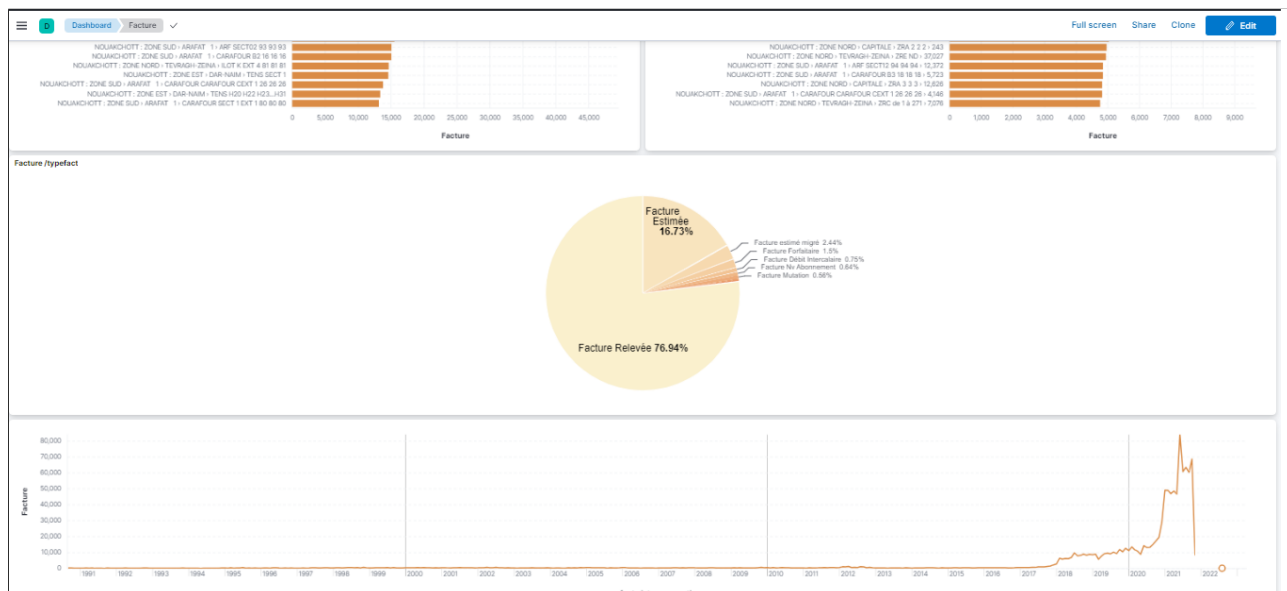 D
Dashboard
Facture
Full screen
Share
Clone
Edit
NOUAKCHOTT : ZONE SUD › ARAFAT 1 › ARF SECT02 93 93 93
NOUAKCHOTT : ZONE SUD › ARAFAT 1 › CARAFOUR B2 16 16 16
NOUAKCHOTT : ZONE NORD › TEVRAGH-ZEINA › ILOT K EXT 4 81 81 81
NOUAKCHOTT : ZONE EST › DAR-NAIM › TENS SECT 1
NOUAKCHOTT : ZONE SUD › ARAFAT 1 › CARAFOUR CARAFOUR CEXT 1 26 26 26
NOUAKCHOTT : ZONE EST › DAR-NAIM › TENS H20 H22 H23...H31
NOUAKCHOTT : ZONE SUD › ARAFAT 1 › CARAFOUR SECT 1 EXT 1 80 80 80
0 5,000 10,000 15,000 20,000 25,000 30,000 35,000 40,000 45,000
Facture
NOUAKCHOTT : ZONE NORD › CAPITALE › ZRA 2 2 2 › 243
NOUAKCHOTT : ZONE NORD › TEVRAGH-ZEINA › ZRE ND › 37,027
NOUAKCHOTT : ZONE SUD › ARAFAT 1 › ARF SECT12 94 94 94 › 12,372
NOUAKCHOTT : ZONE SUD › ARAFAT 1 › CARAFOUR B3 18 18 18 › 5,723
NOUAKCHOTT : ZONE NORD › CAPITALE › ZRA 3 3 3 › 12,626
NOUAKCHOTT : ZONE SUD › ARAFAT 1 › CARAFOUR CARAFOUR CEXT 1 26 26 26 › 4,146
NOUAKCHOTT : ZONE NORD › TEVRAGH-ZEINA › ZRC de 1 à 271 › 7,076
0 1,000 2,000 3,000 4,000 5,000 6,000 7,000 8,000 9,000
Facture
Facture /typefact
Facture
Estimée
16.73%
Facture estimé migré 2.44%
Facture Forfaitaire 1.5%
Facture Débit Intercalaire 0.75%
Facture Nv Abonnement 0.64%
Facture Mutation 0.56%
Facture Relevée 76.94%
80,000
70,000
60,000
50,000
40,000
30,000
20,000
10,000
0
Facture
1991 1992 1993 1994 1995 1996 1997 1998 1999 2000 2001 2002 2003 2004 2005 2006 2007 2008 2009 2010 2011 2012 2013 2014 2015 2016 2017 2018 2019 2020 2021 2022